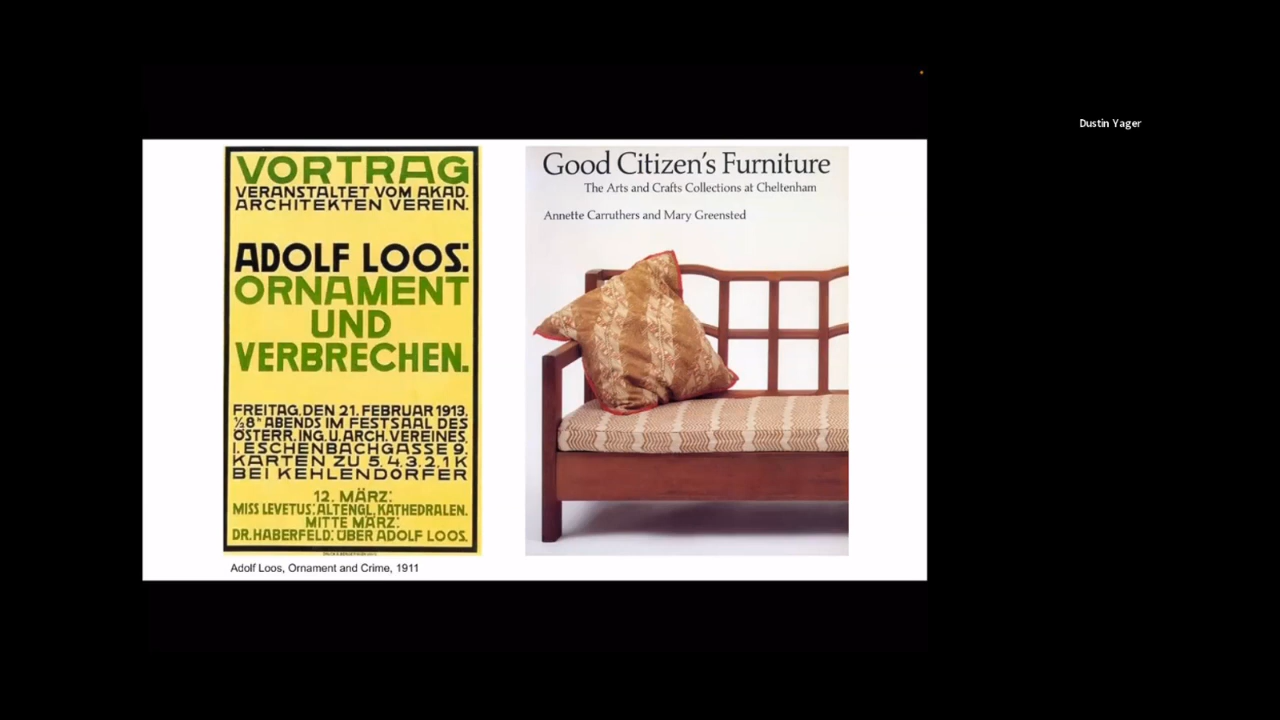 VORTRAG
VERANSTALTET VOM AKAD.
ARCHITEKTEN VEREIN.
ADOLF LOOS:
ORNAMENT
UND
VERBRECHEN.
FREITAG, DEN 21. FEBRUAR 1913,
½8h ABENDS IM FESTSAAL DES
ÖSTERR. ING. U. ARCH. VEREINES,
I. ESCHENBACHGASSE 9.
KARTEN ZU 5, 4, 3, 2, 1 K
BEI KEHLENDORFER
12. MÄRZ:
MISS LEVETUS: ALTENGL. KATHEDRALEN.
MITTE MÄRZ:
DR. HABERFELD: ÜBER ADOLF LOOS.
Adolf Loos, Ornament and Crime, 1911
Good Citizen's Furniture
The Arts and Crafts Collections at Cheltenham
Annette Carruthers and Mary Greensted
Dustin Yager